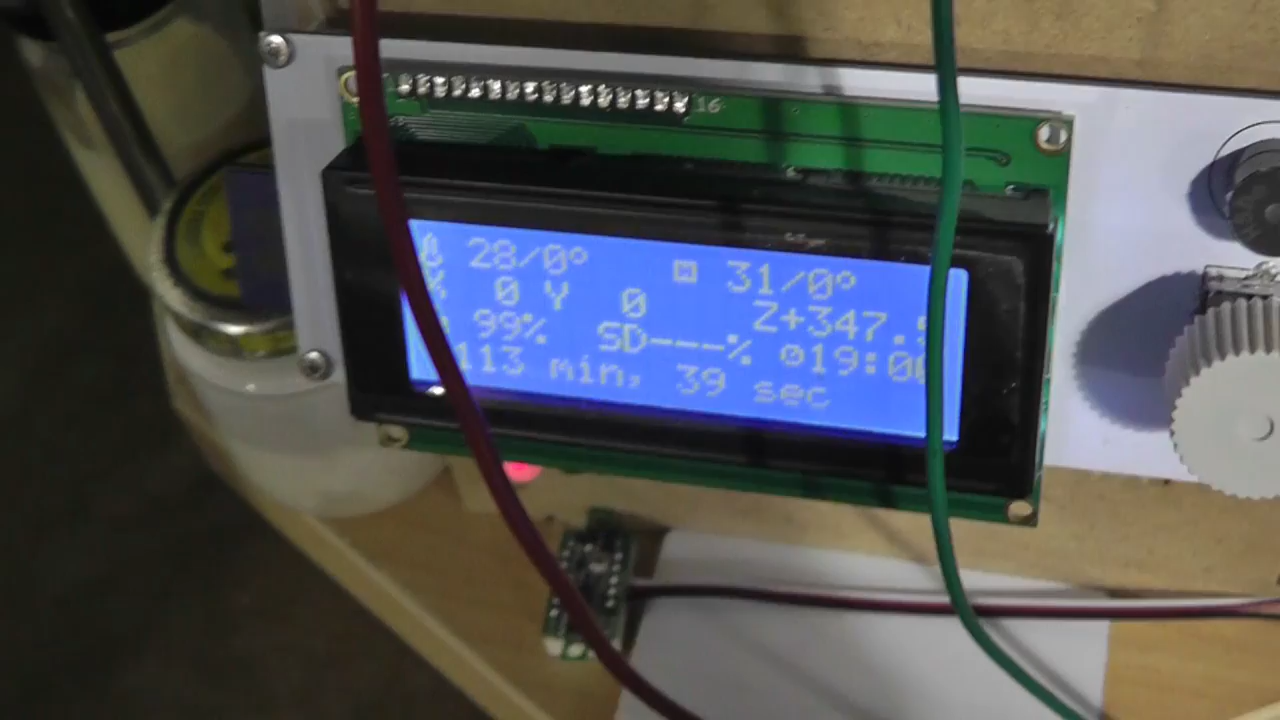 16
28/0° 31/0°
X 0 Y 0 Z+347.
99% SD---% 19:0
113 min, 39 sec